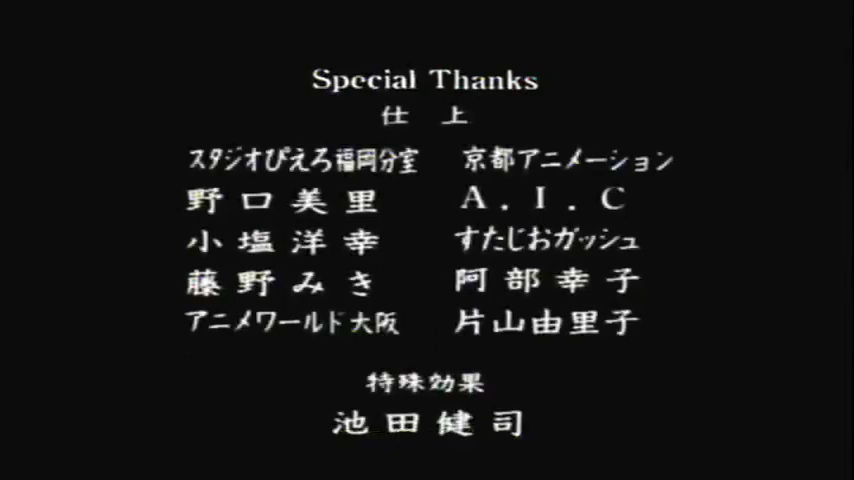 Special Thanks
仕上
スタジオぴえろ福岡分室 京都アニメーション
野口美里 A.I.C
小塩洋幸 すたじおガッシュ
藤野みき 阿部幸子
アニメワールド大阪 片山由里子
特殊効果
池田健司